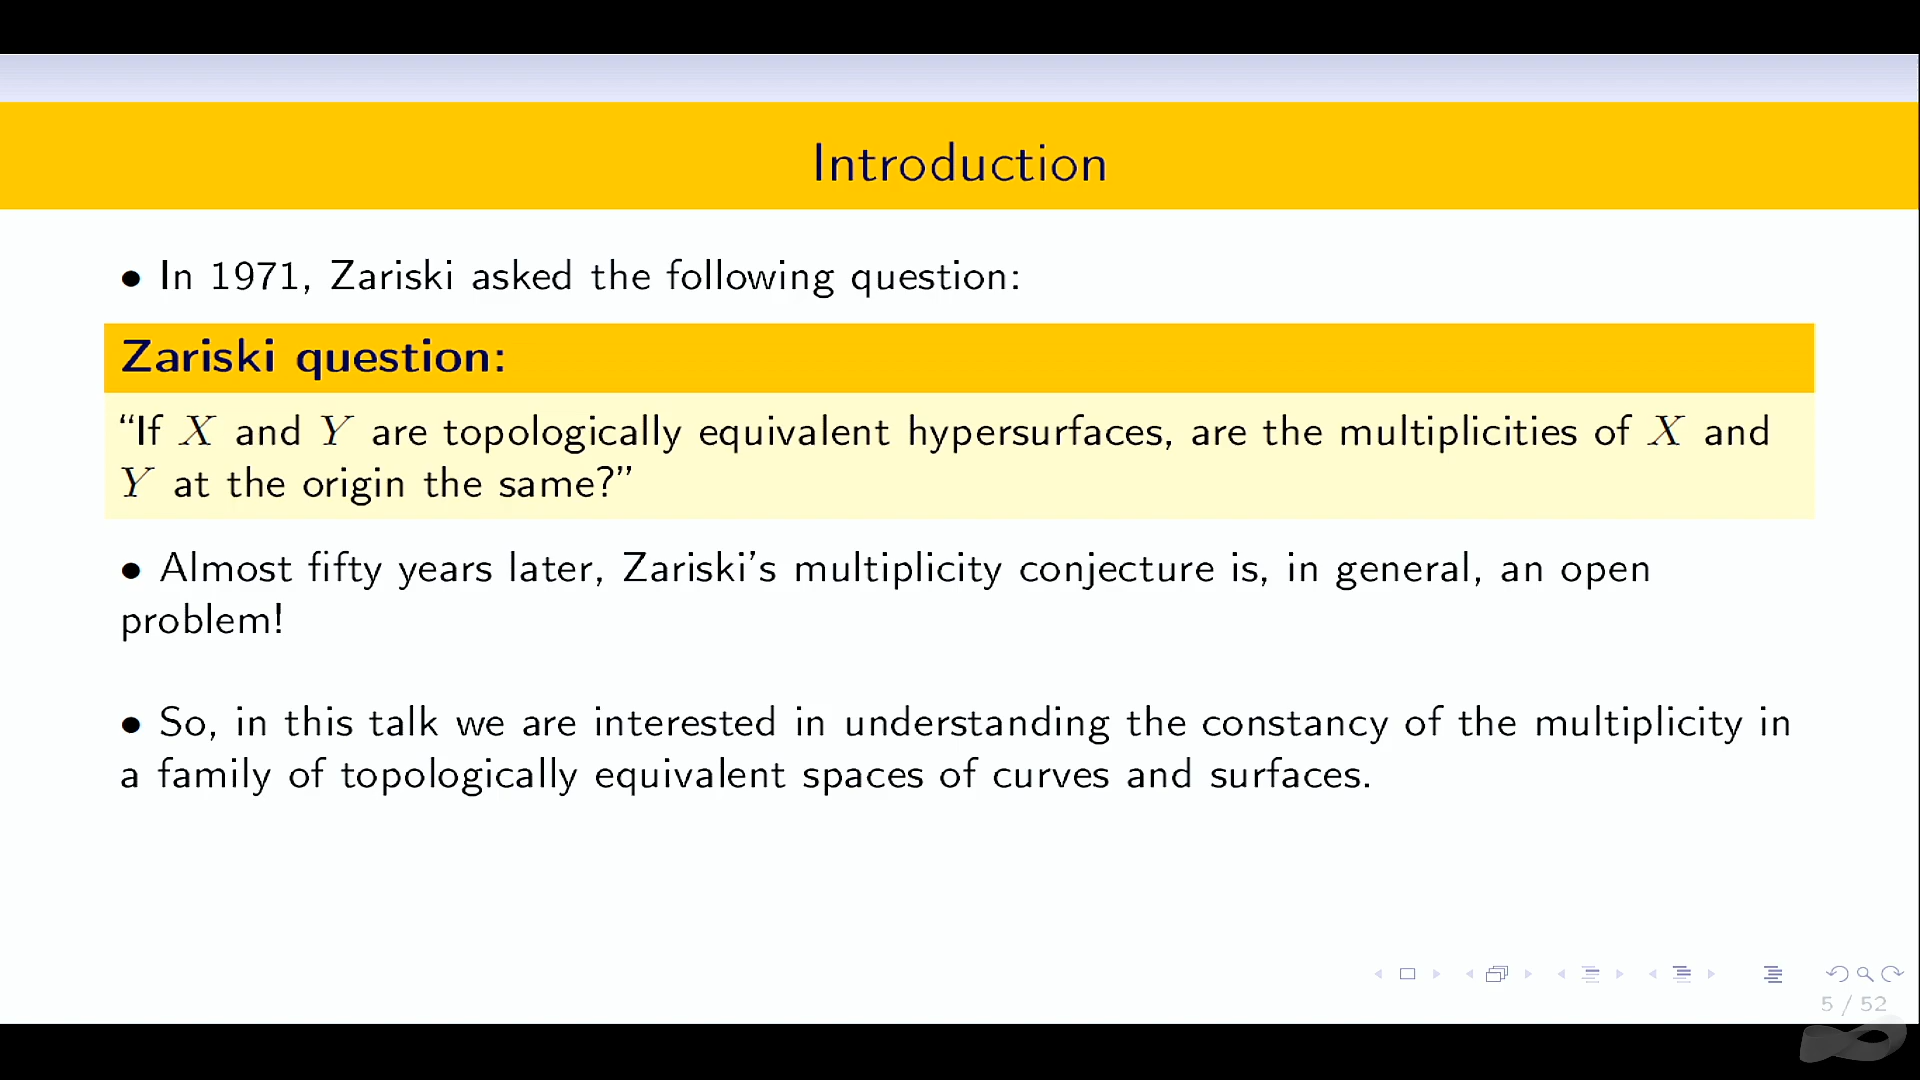 Introduction
• In 1971, Zariski asked the following question:
Zariski question:
“If X and Y are topologically equivalent hypersurfaces, are the multiplicities of X and
Y at the origin the same?”
• Almost fifty years later, Zariski’s multiplicity conjecture is, in general, an open
problem!
• So, in this talk we are interested in understanding the constancy of the multiplicity in
a family of topologically equivalent spaces of curves and surfaces.
5 / 52